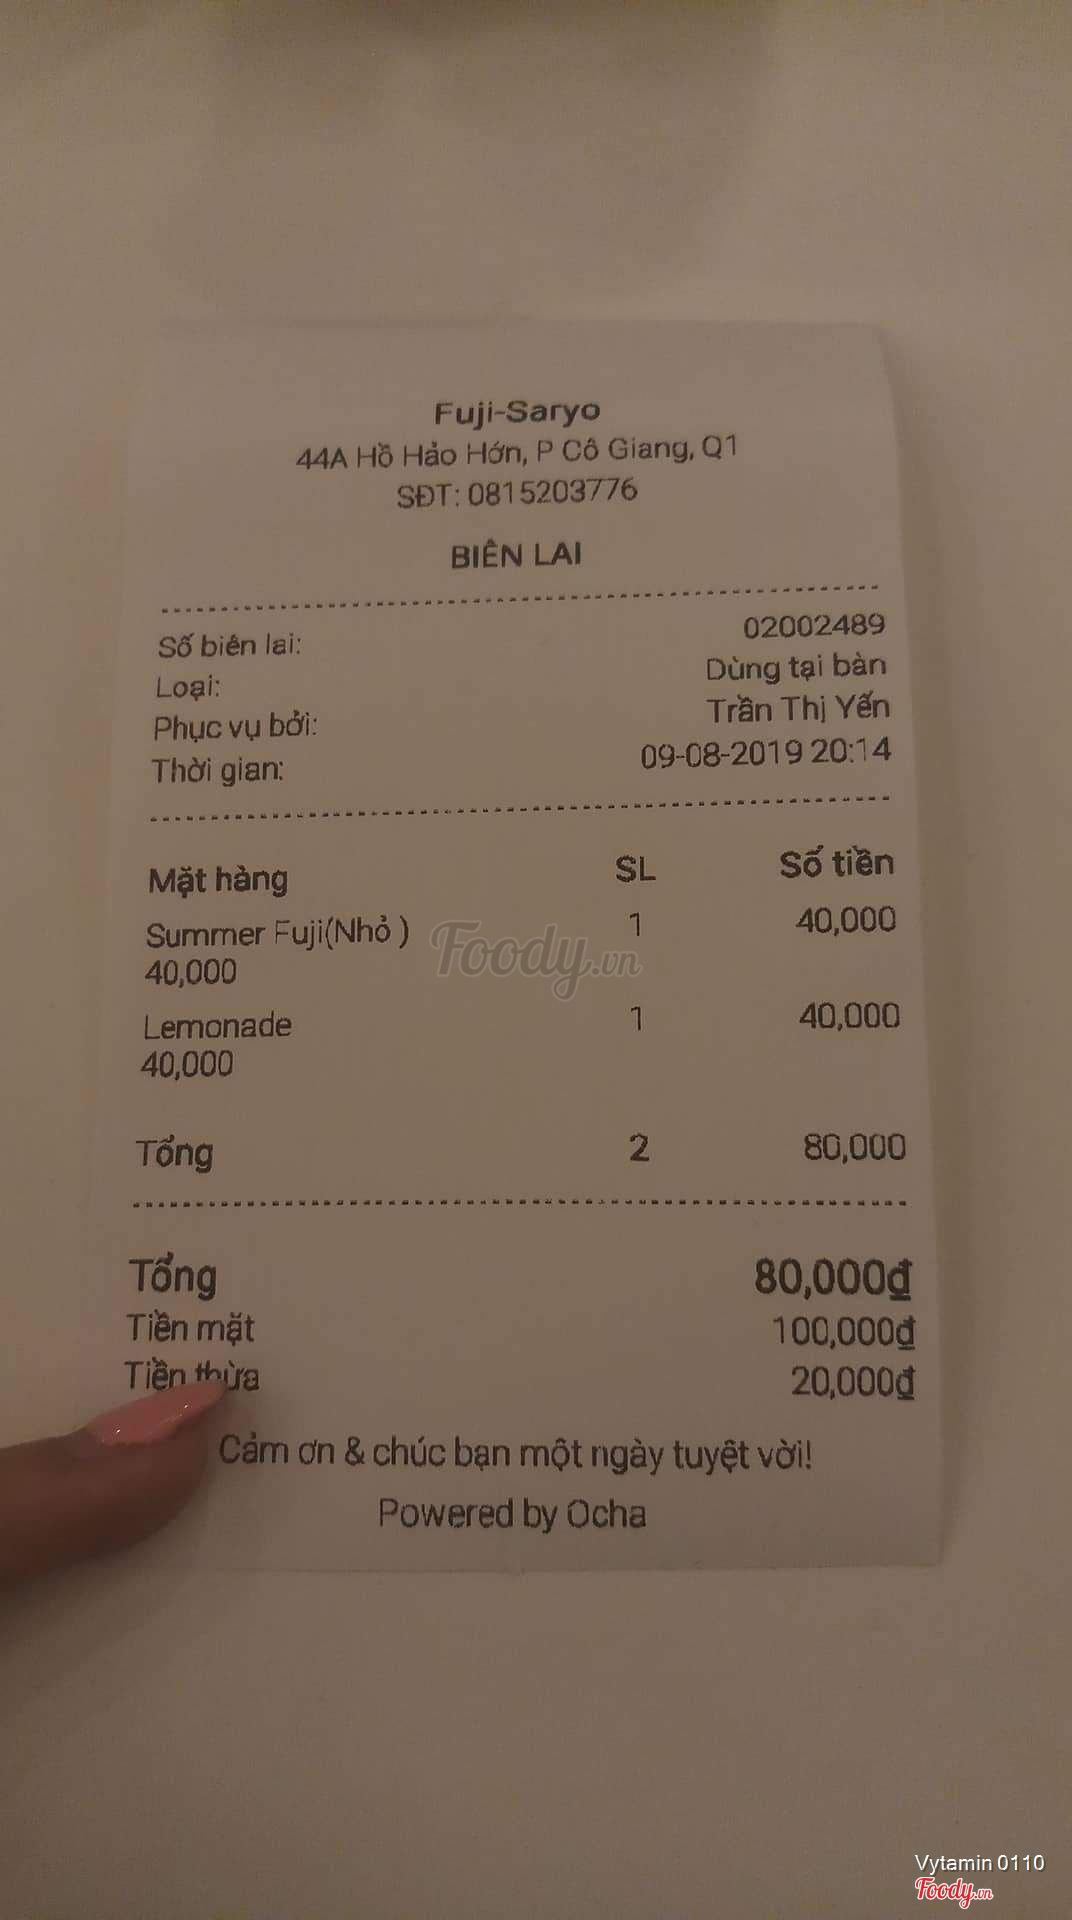 Fuji-Saryo
44A Hồ Hảo Hớn, P Cô Giang, Q1
SĐT: 0815203776
BIÊN LAI
Số biên lai: 02002489
Loại: Dùng tại bàn
Phục vụ bởi: Trần Thị Yến
Thời gian: 09-08-2019 20:14
Mặt hàng SL Số tiền
Summer Fuji(Nhỏ ) 1 40,000
40,000
Foody.vn
Lemonade 1 40,000
40,000
Tổng 2 80,000
Tổng 80,000₫
Tiền mặt 100,000₫
Tiền thừa 20,000₫
Cảm ơn & chúc bạn một ngày tuyệt vời!
Powered by Ocha
Vytamin 0110
Foody.vn